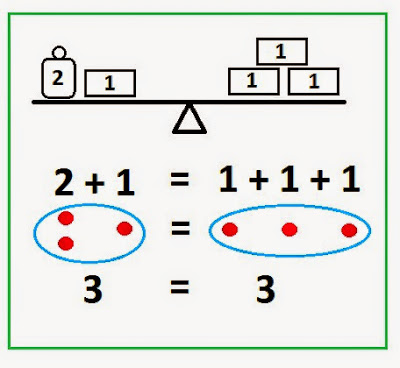 1
2 1 1 1
2 + 1 = 1 + 1 + 1
=
3 = 3